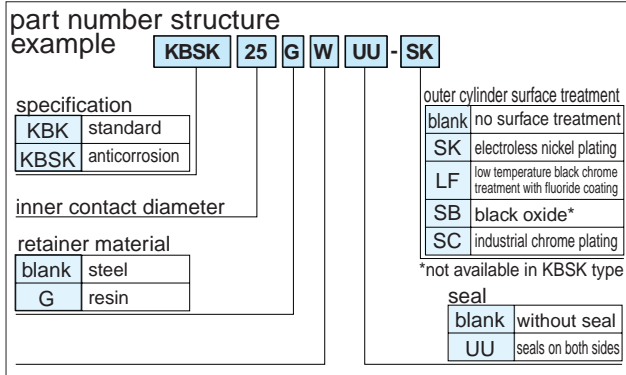 part number structure
example
KBSK 25 G W UU - SK
specification
KBK standard
KBSK anticorrosion
inner contact diameter
retainer material
blank steel
G resin
outer cylinder surface treatment
blank no surface treatment
SK electroless nickel plating
LF low temperature black chrome
treatment with fluoride coating
SB black oxide*
SC industrial chrome plating
*not available in KBSK type
seal
blank without seal
UU seals on both sides